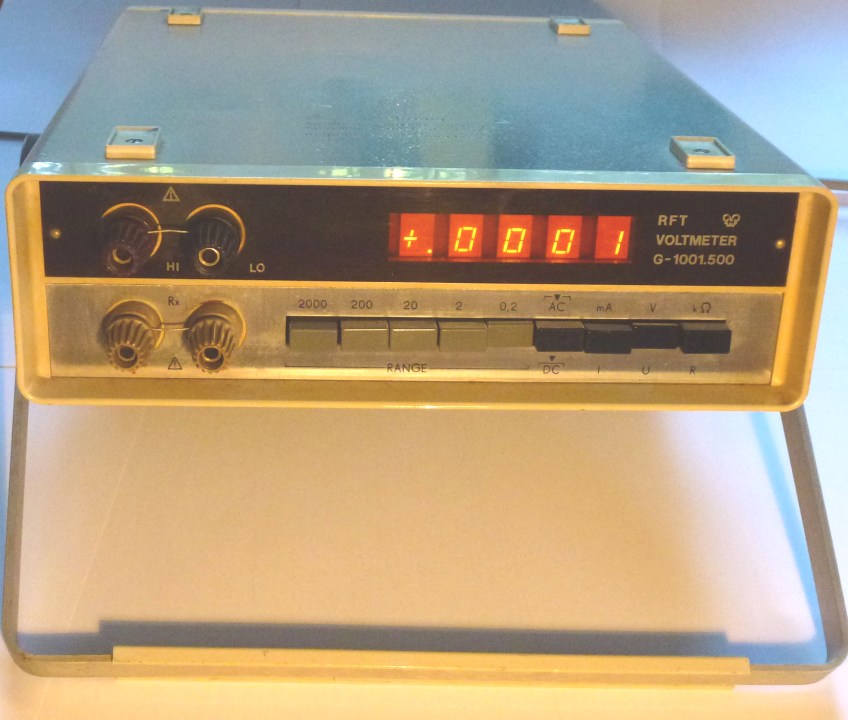 HI
LO
+.0001
RFT
VOLTMETER
G-1001.500
Rx
2000 200 20 2 0,2 AC mA V kΩ
RANGE DC I U R